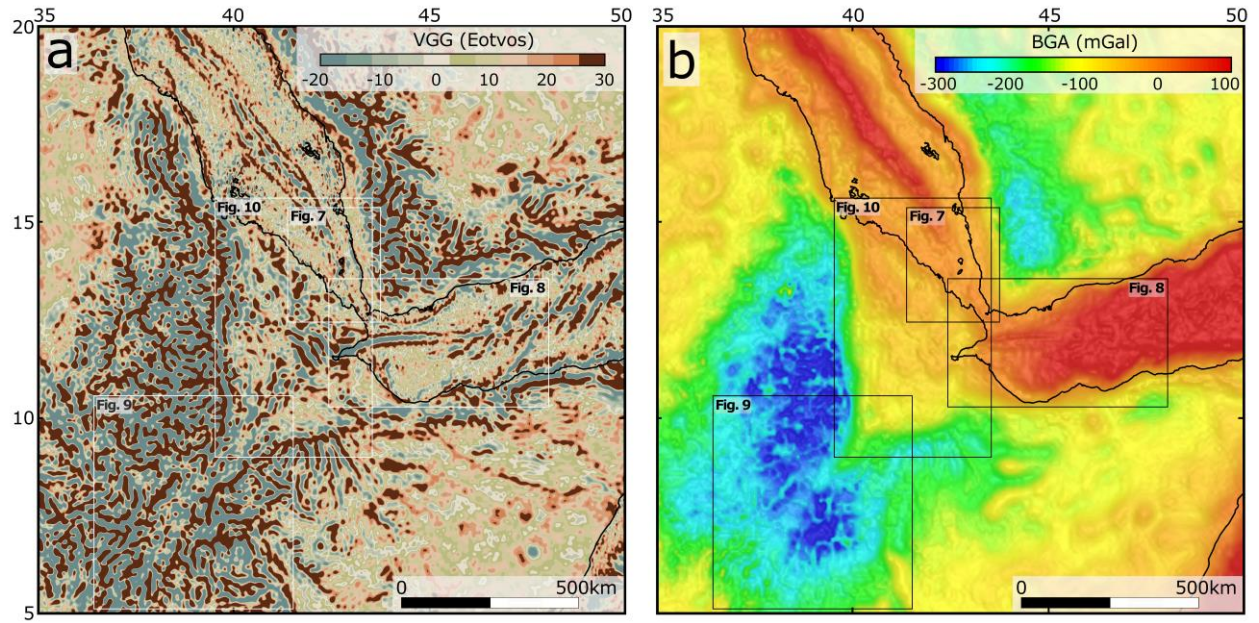 35 40 45 50 35 40 45 50
20
a
VGG (Eotvos)
-20 -10 0 10 20 30
b
BGA (mGal)
-300 -200 -100 0 100
15
Fig. 10
Fig. 7
Fig. 8
Fig. 10
Fig. 7
Fig. 8
10
Fig. 9
Fig. 9
0 500km
0 500km
5